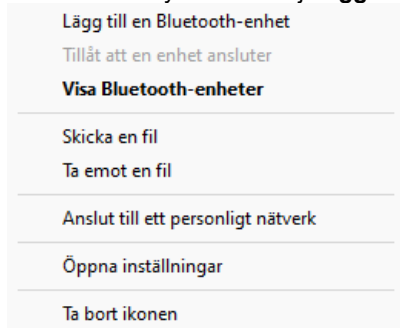 Lägg till en Bluetooth-enhet
Tillåt att en enhet ansluter
Visa Bluetooth-enheter
Skicka en fil
Ta emot en fil
Anslut till ett personligt nätverk
Öppna inställningar
Ta bort ikonen